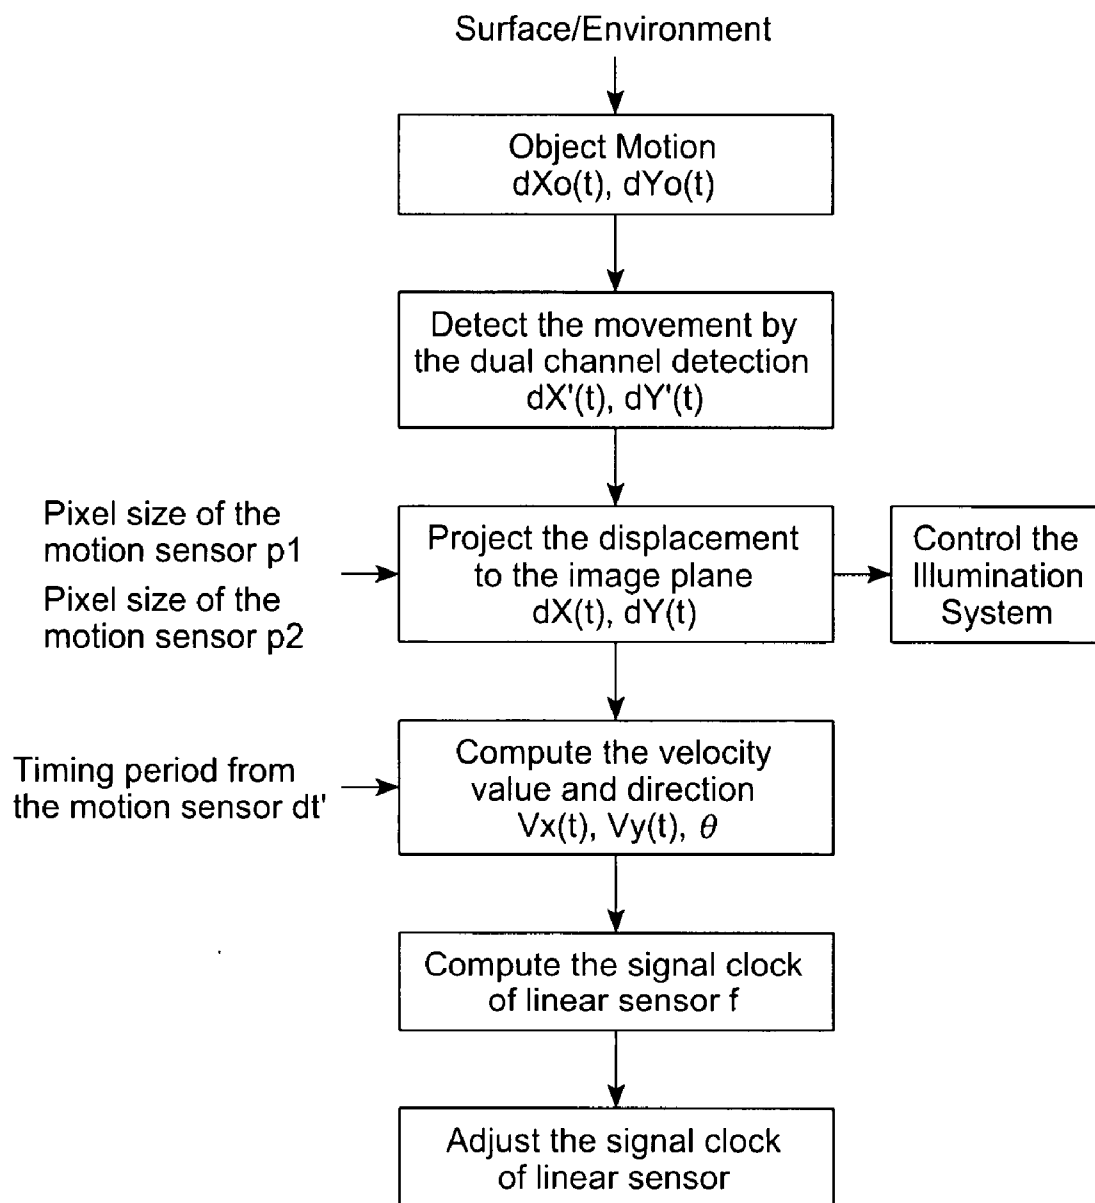 Surface/Environment
Object Motion
dXo(t), dYo(t)
Detect the movement by
the dual channel detection
dX'(t), dY'(t)
Pixel size of the
motion sensor p1
Pixel size of the
motion sensor p2
Project the displacement
to the image plane
dX(t), dY(t)
Control the
Illumination
System
Timing period from
the motion sensor dt'
Compute the velocity
value and direction
Vx(t), Vy(t), θ
Compute the signal clock
of linear sensor f
Adjust the signal clock
of linear sensor